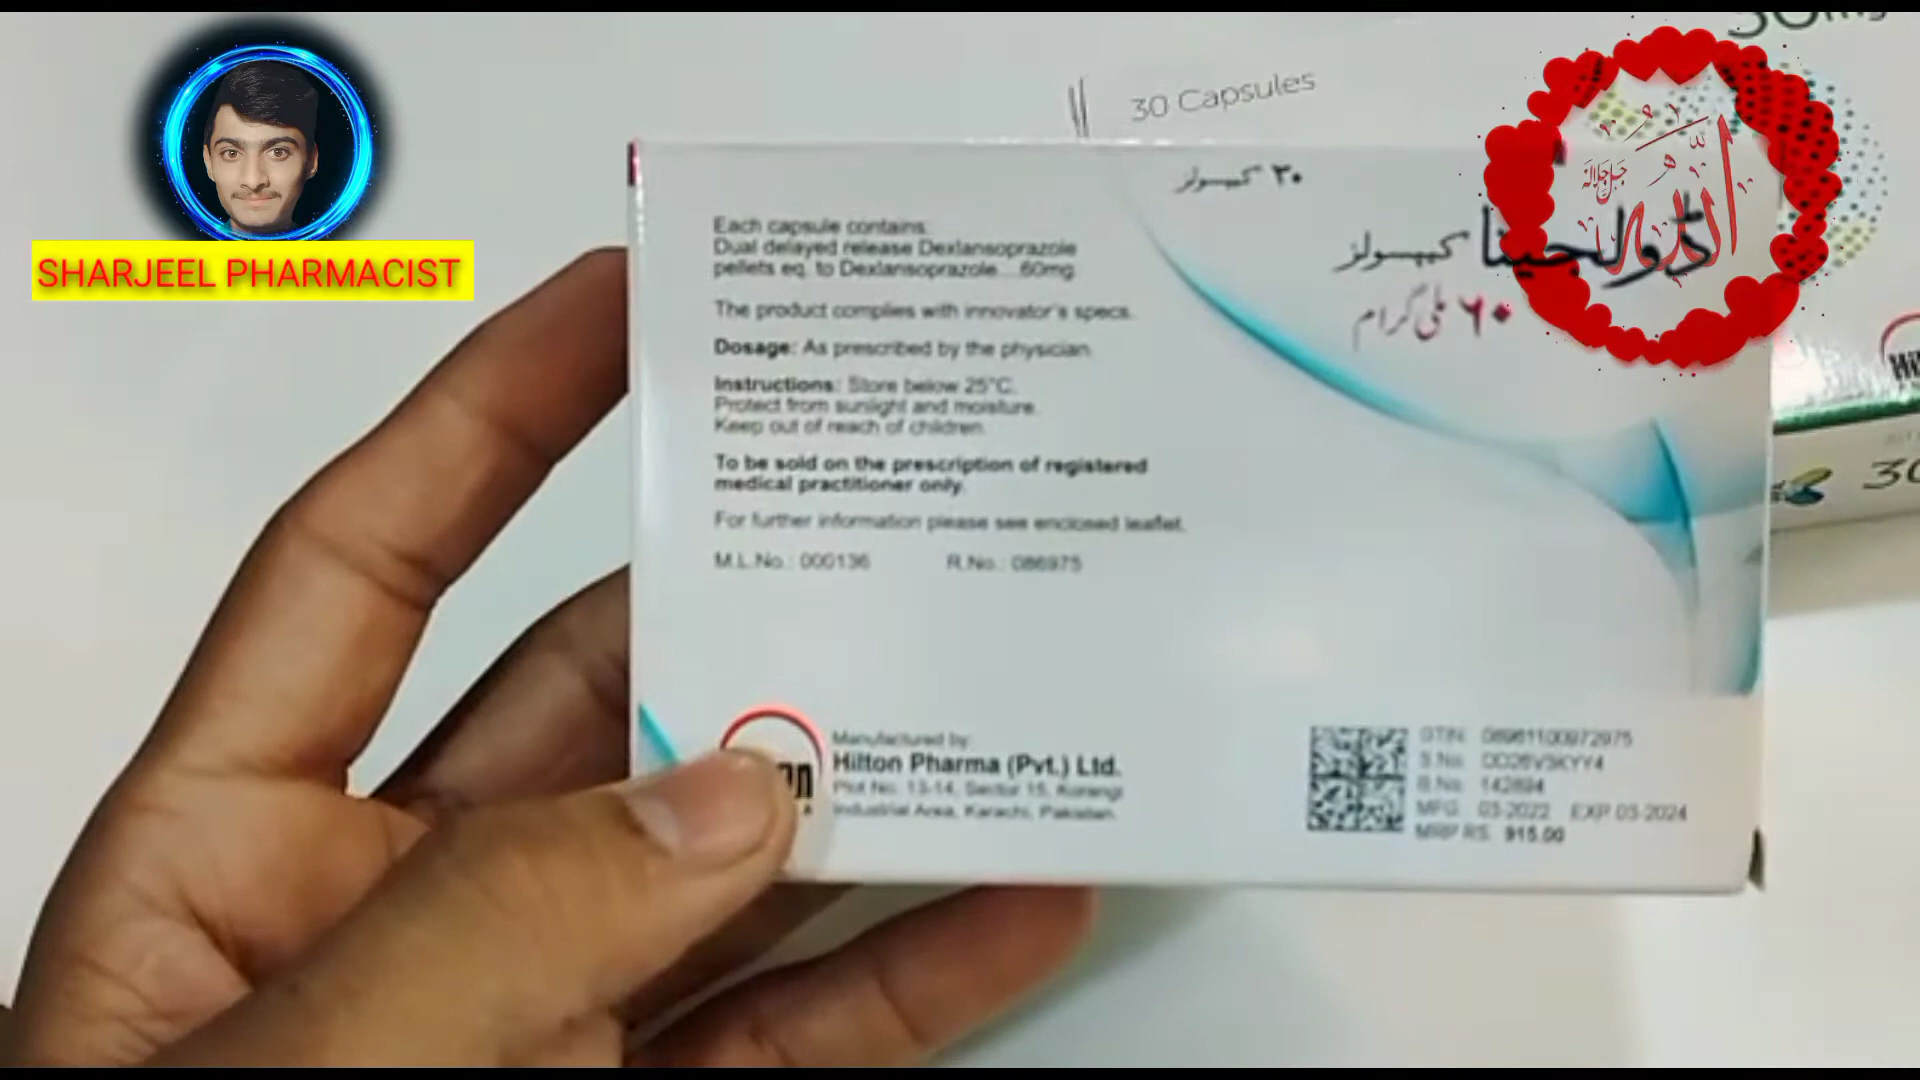 SHARJEEL PHARMACIST
30 Capsules
۳۰ کیپسولز
ڈولجینا کیپسولز
۶۰ ملی گرام
اللہ جل جلالہ
Each capsule contains:
Dual delayed release Dexlansoprazole
pellets eq. to Dexlansoprazole....60mg
The product complies with innovator's specs.
Dosage: As prescribed by the physician.
Instructions: Store below 25°C.
Protect from sunlight and moisture.
Keep out of reach of children.
To be sold on the prescription of registered
medical practitioner only.
For further information please see enclosed leaflet.
M.L.No.: 000136 R.No.: 086975
Manufactured by:
Hilton Pharma (Pvt.) Ltd.
Plot No. 13-14, Sector 15, Korangi
Industrial Area, Karachi, Pakistan.
GTIN: 08961100972975
S.No:
B.No: 142894
MFG: 03-2022 EXP 03-2024
MRP RS. 915.00